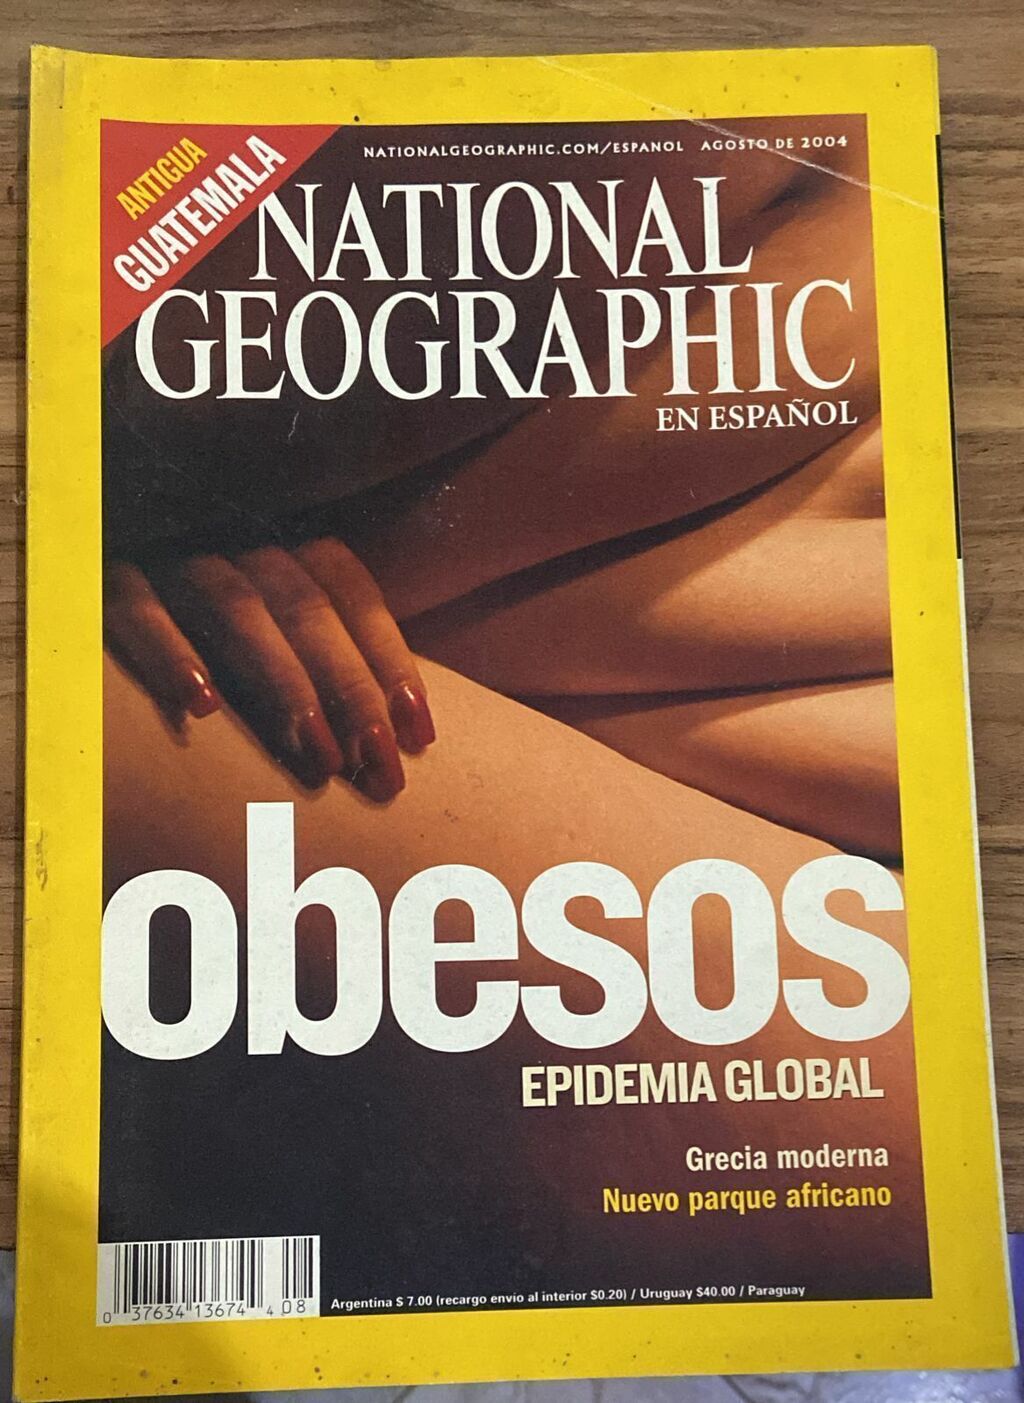 ANTIGUA
GUATEMALA
NATIONALGEOGRAPHIC.COM/ESPANOL AGOSTO DE 2004
NATIONAL
GEOGRAPHIC
EN ESPAÑOL
obesos
EPIDEMIA GLOBAL
Grecia moderna
Nuevo parque africano
Argentina $ 7.00 (recargo envio al interior $0.20) / Uruguay $40.00 / Paraguay
0 37634 13674 4 08